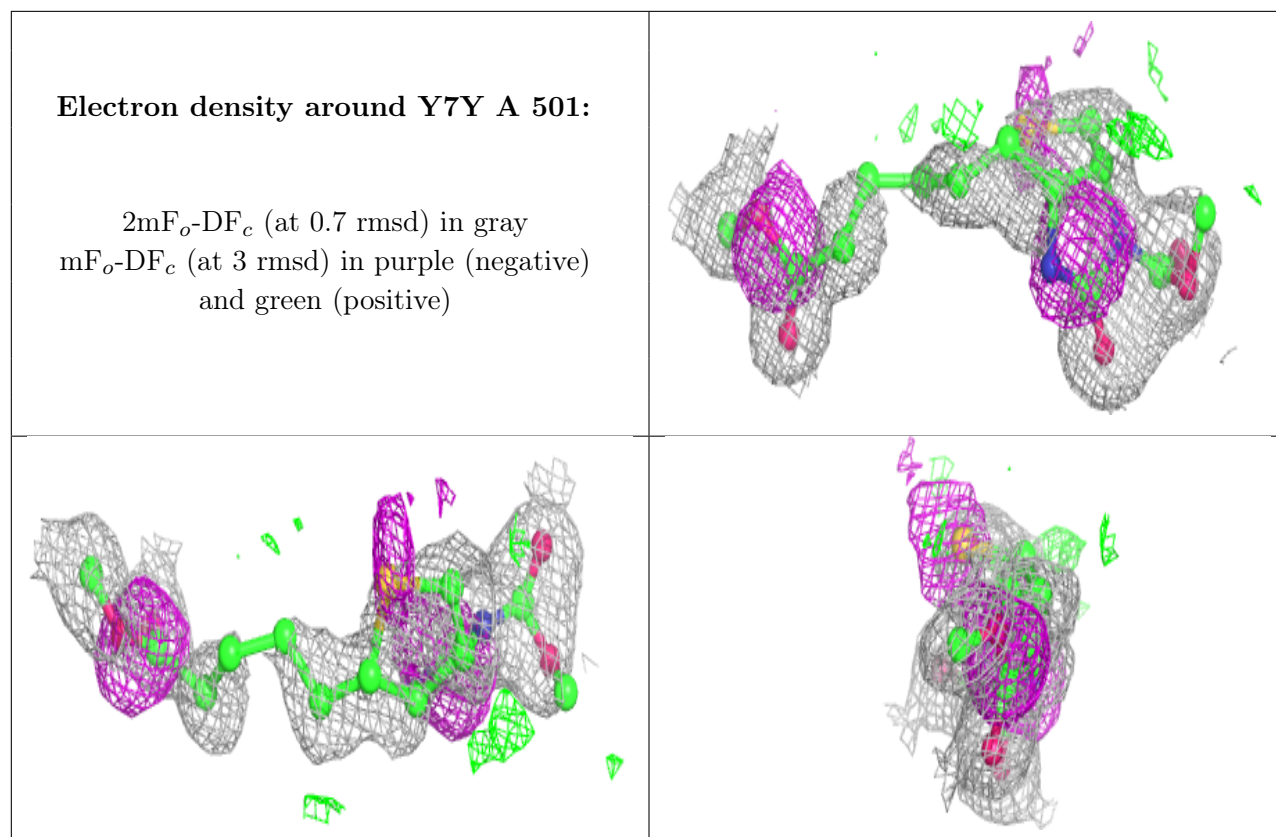 Electron density around Y7Y A 501:
2mFₒ-DF𝒸 (at 0.7 rmsd) in gray
mFₒ-DF𝒸 (at 3 rmsd) in purple (negative)
and green (positive)